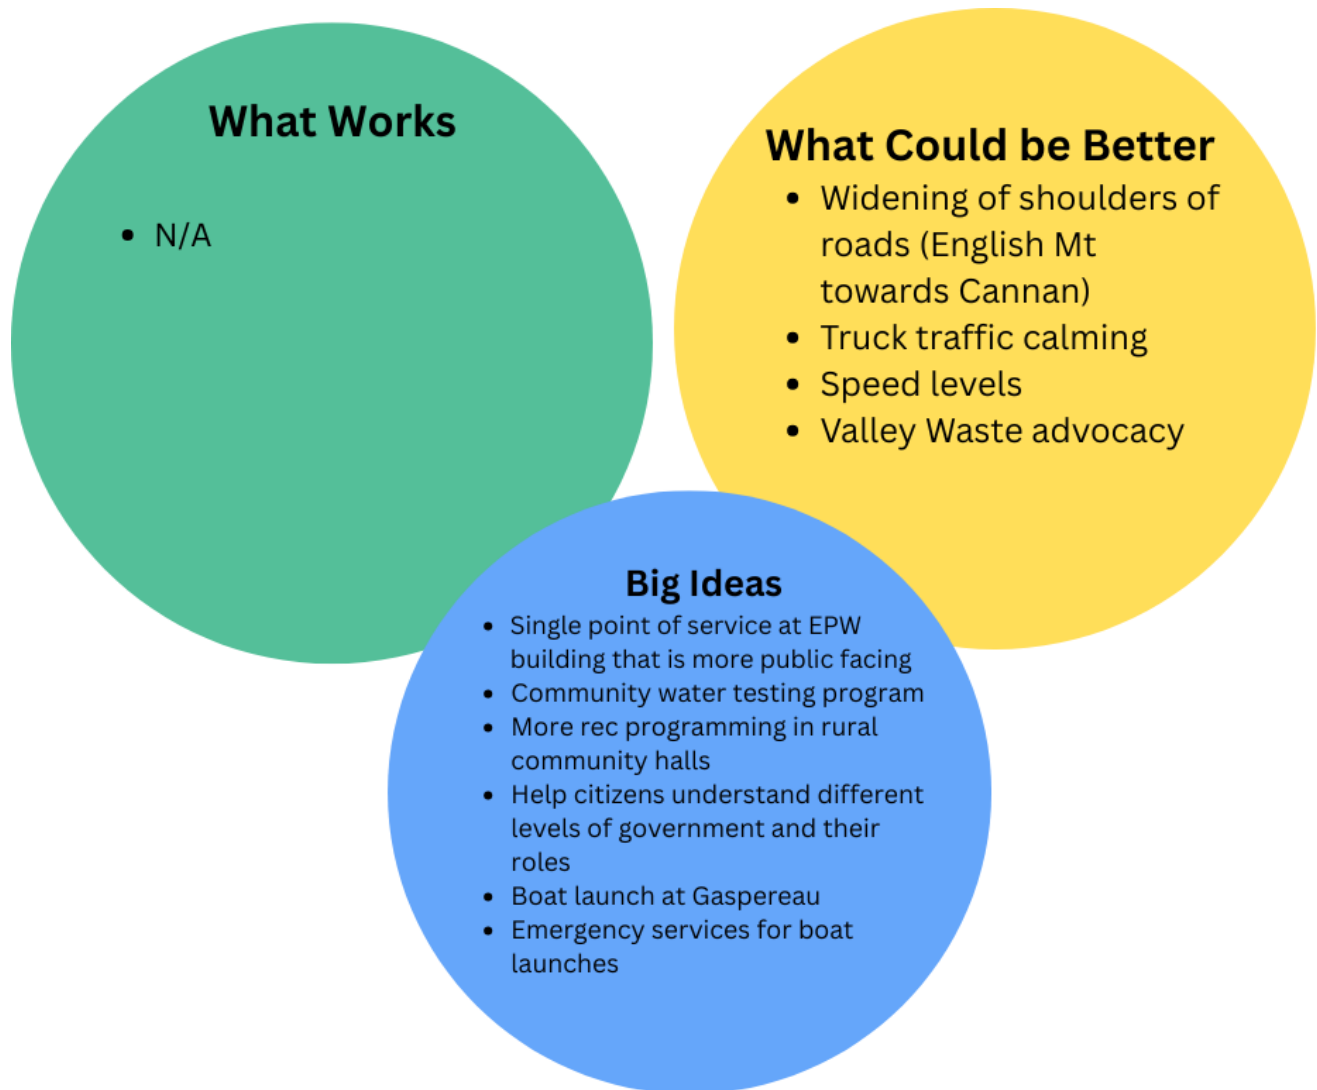 What Works
• N/A
What Could be Better
• Widening of shoulders of
roads (English Mt
towards Cannan)
• Truck traffic calming
• Speed levels
• Valley Waste advocacy
Big Ideas
• Single point of service at EPW
building that is more public facing
• Community water testing program
• More rec programming in rural
community halls
• Help citizens understand different
levels of government and their
roles
• Boat launch at Gaspereau
• Emergency services for boat
launches